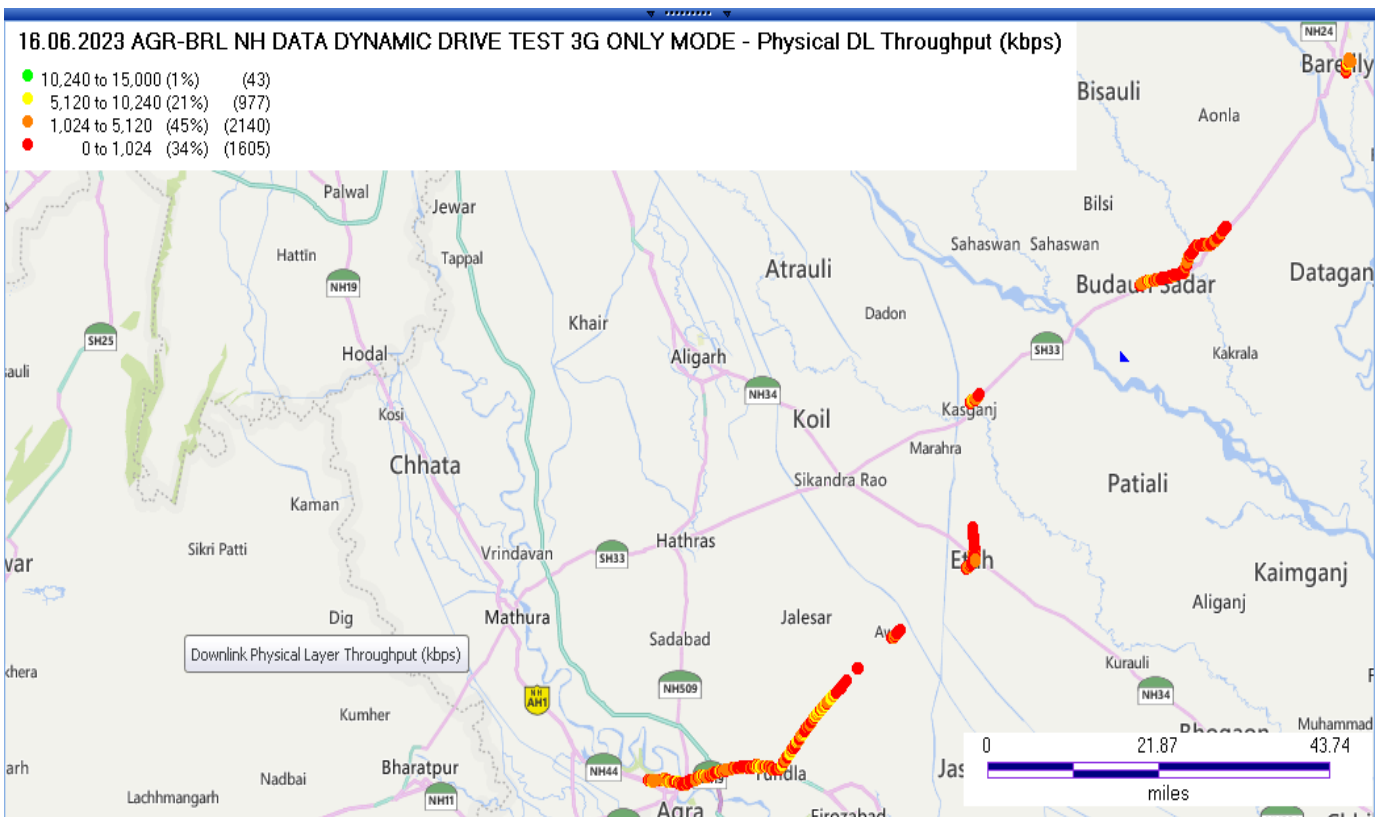 16.06.2023 AGR-BRL NH DATA DYNAMIC DRIVE TEST 3G ONLY MODE - Physical DL Throughput (kbps)
10,240 to 15,000 (1%) (43)
5,120 to 10,240 (21%) (977)
1,024 to 5,120 (45%) (2140)
0 to 1,024 (34%) (1605)
NH24
Bareilly
Bisauli
Aonla
Palwal
Jewar
Bilsi
Hattin
Tappal
Sahaswan Sahaswan
Atrauli
NH19
Budaun Sadar
Datagan
Khair
Dadon
SH25
Hodal
Aligarh
SH33
Kakrala
sauli
NH34
Kosi
Koil
Kasganj
Marahra
Chhata
Sikandra Rao
Patiali
Kaman
Sikri Patti
Vrindavan
SH33
Hathras
Etah
Kaimganj
war
Aliganj
Dig
Mathura
Jalesar
Sadabad
Downlink Physical Layer Throughput (kbps)
khera
Kurauli
NH509
NH34
NH
AH1
Kumher
Bhogaon
Muhammad
0 21.87 43.74
miles
arh
Bharatpur
NH44
Tundla
Jas
Nadbai
Lachhmangarh
NH11
Agra
Firozabad